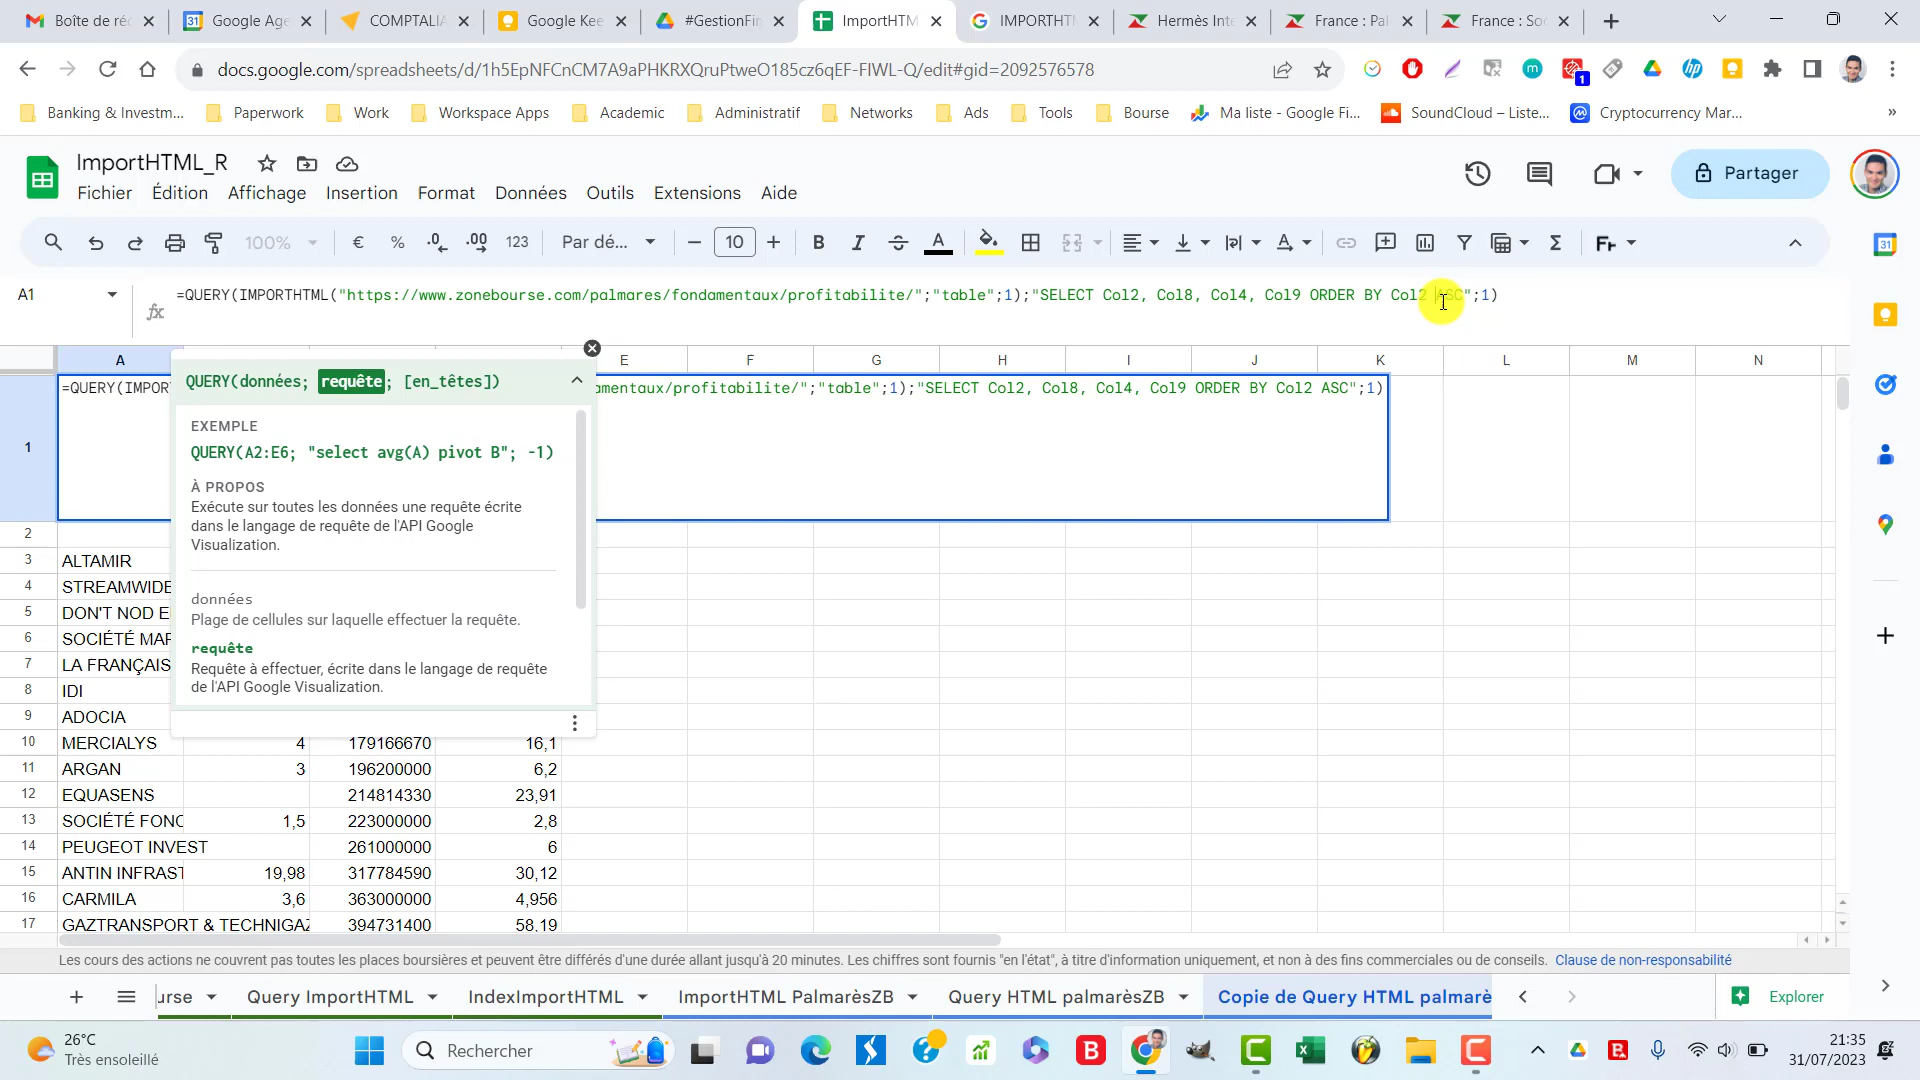 Boîte de réc
Google Age
COMPTALIA
Google Kee
#GestionFin
ImportHTM
IMPORTHT
Hermès Inte
France : Pal
France : Soc
docs.google.com/spreadsheets/d/1h5EpNFCnCM7A9aPHKRXQruPtweO185cz6qEF-FIWL-Q/edit#gid=2092576578
1
Banking & Investm...
Paperwork
Work
Workspace Apps
Academic
Administratif
Networks
Ads
Tools
Bourse
Ma liste - Google Fi...
SoundCloud – Liste...
Cryptocurrency Mar...
»
ImportHTML_R
Fichier Édition Affichage Insertion Format Données Outils Extensions Aide
Partager
100% € % .0 .00 123 Par dé... 10 B I A Σ
A1
fx =QUERY(IMPORTHTML("https://www.zonebourse.com/palmares/fondamentaux/profitabilite/";"table";1);"SELECT Col2, Col8, Col4, Col9 ORDER BY Col2 ASC";1)
A E F G H I J K L M N
1 =QUERY(IMPORT amentaux/profitabilite/";"table";1);"SELECT Col2, Col8, Col4, Col9 ORDER BY Col2 ASC";1)
QUERY(données; requête; [en_têtes])
EXEMPLE
QUERY(A2:E6; "select avg(A) pivot B"; -1)
À PROPOS
Exécute sur toutes les données une requête écrite
dans le langage de requête de l'API Google
Visualization.
données
Plage de cellules sur laquelle effectuer la requête.
requête
Requête à effectuer, écrite dans le langage de requête
de l'API Google Visualization.
2
3 ALTAMIR
4 STREAMWIDE
5 DON'T NOD E
6 SOCIÉTÉ MAR
7 LA FRANÇAIS
8 IDI
9 ADOCIA
10 MERCIALYS 4 179166670 16,1
11 ARGAN 3 196200000 6,2
12 EQUASENS 214814330 23,91
13 SOCIÉTÉ FONC 1,5 223000000 2,8
14 PEUGEOT INVEST 261000000 6
15 ANTIN INFRAST 19,98 317784590 30,12
16 CARMILA 3,6 363000000 4,956
17 GAZTRANSPORT & TECHNIGAZ 394731400 58,19
Les cours des actions ne couvrent pas toutes les places boursières et peuvent être différés d'une durée allant jusqu'à 20 minutes. Les chiffres sont fournis "en l'état", à titre d'information uniquement, et non à des fins commerciales ou de conseils. Clause de non-responsabilité
urse
Query ImportHTML
IndexImportHTML
ImportHTML PalmarèsZB
Query HTML palmarèsZB
Copie de Query HTML palmarè
Explorer
26°C
Très ensoleillé
Rechercher
21:35
31/07/2023